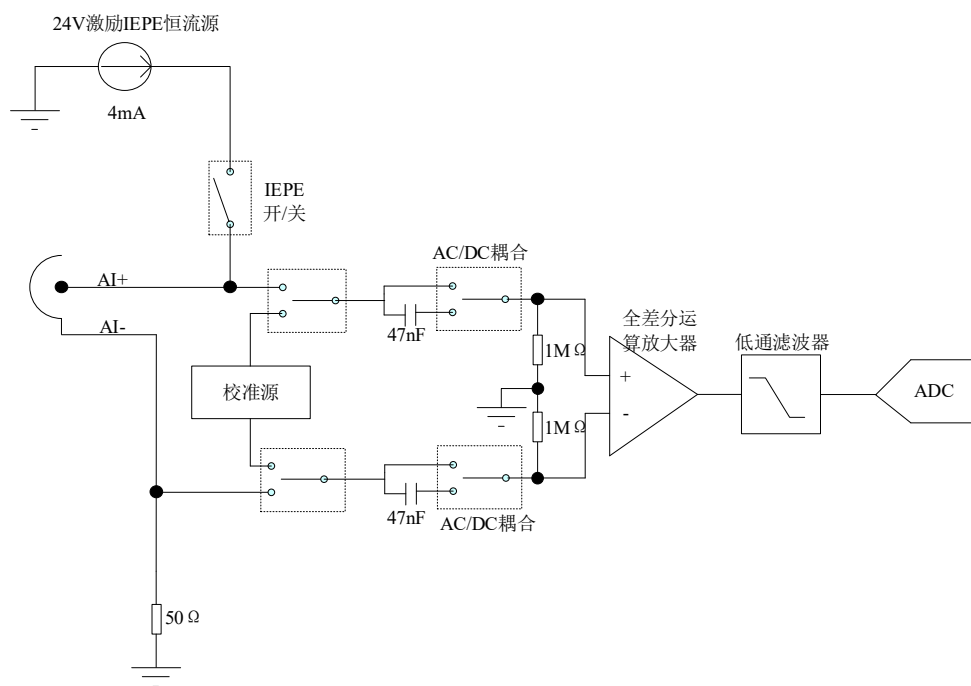 24V激励IEPE恒流源
4mA
IEPE
开/关
AI+
AI-
AC/DC耦合
47nF
全差分运
算放大器
低通滤波器
1MΩ
+
-
ADC
校准源
1MΩ
47nF
AC/DC耦合
50Ω